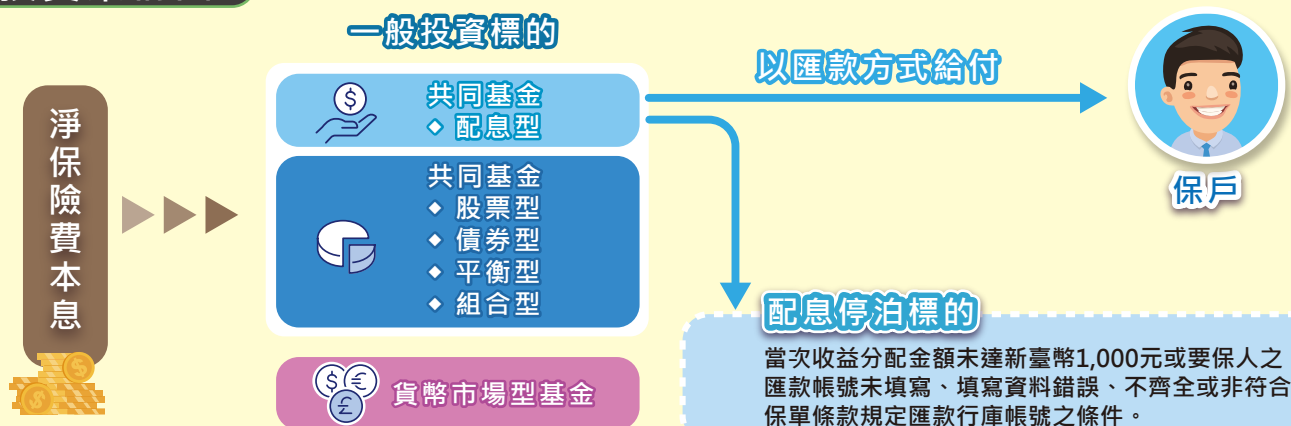 一般投資標的
以匯款方式給付
淨保險費本息
共同基金
◆ 配息型
共同基金
◆ 股票型
◆ 債券型
◆ 平衡型
◆ 組合型
貨幣市場型基金
保戶
配息停泊標的
當次收益分配金額未達新臺幣1,000元或要保人之
匯款帳號未填寫、填寫資料錯誤、不齊全或非符合
保單條款規定匯款行庫帳號之條件。